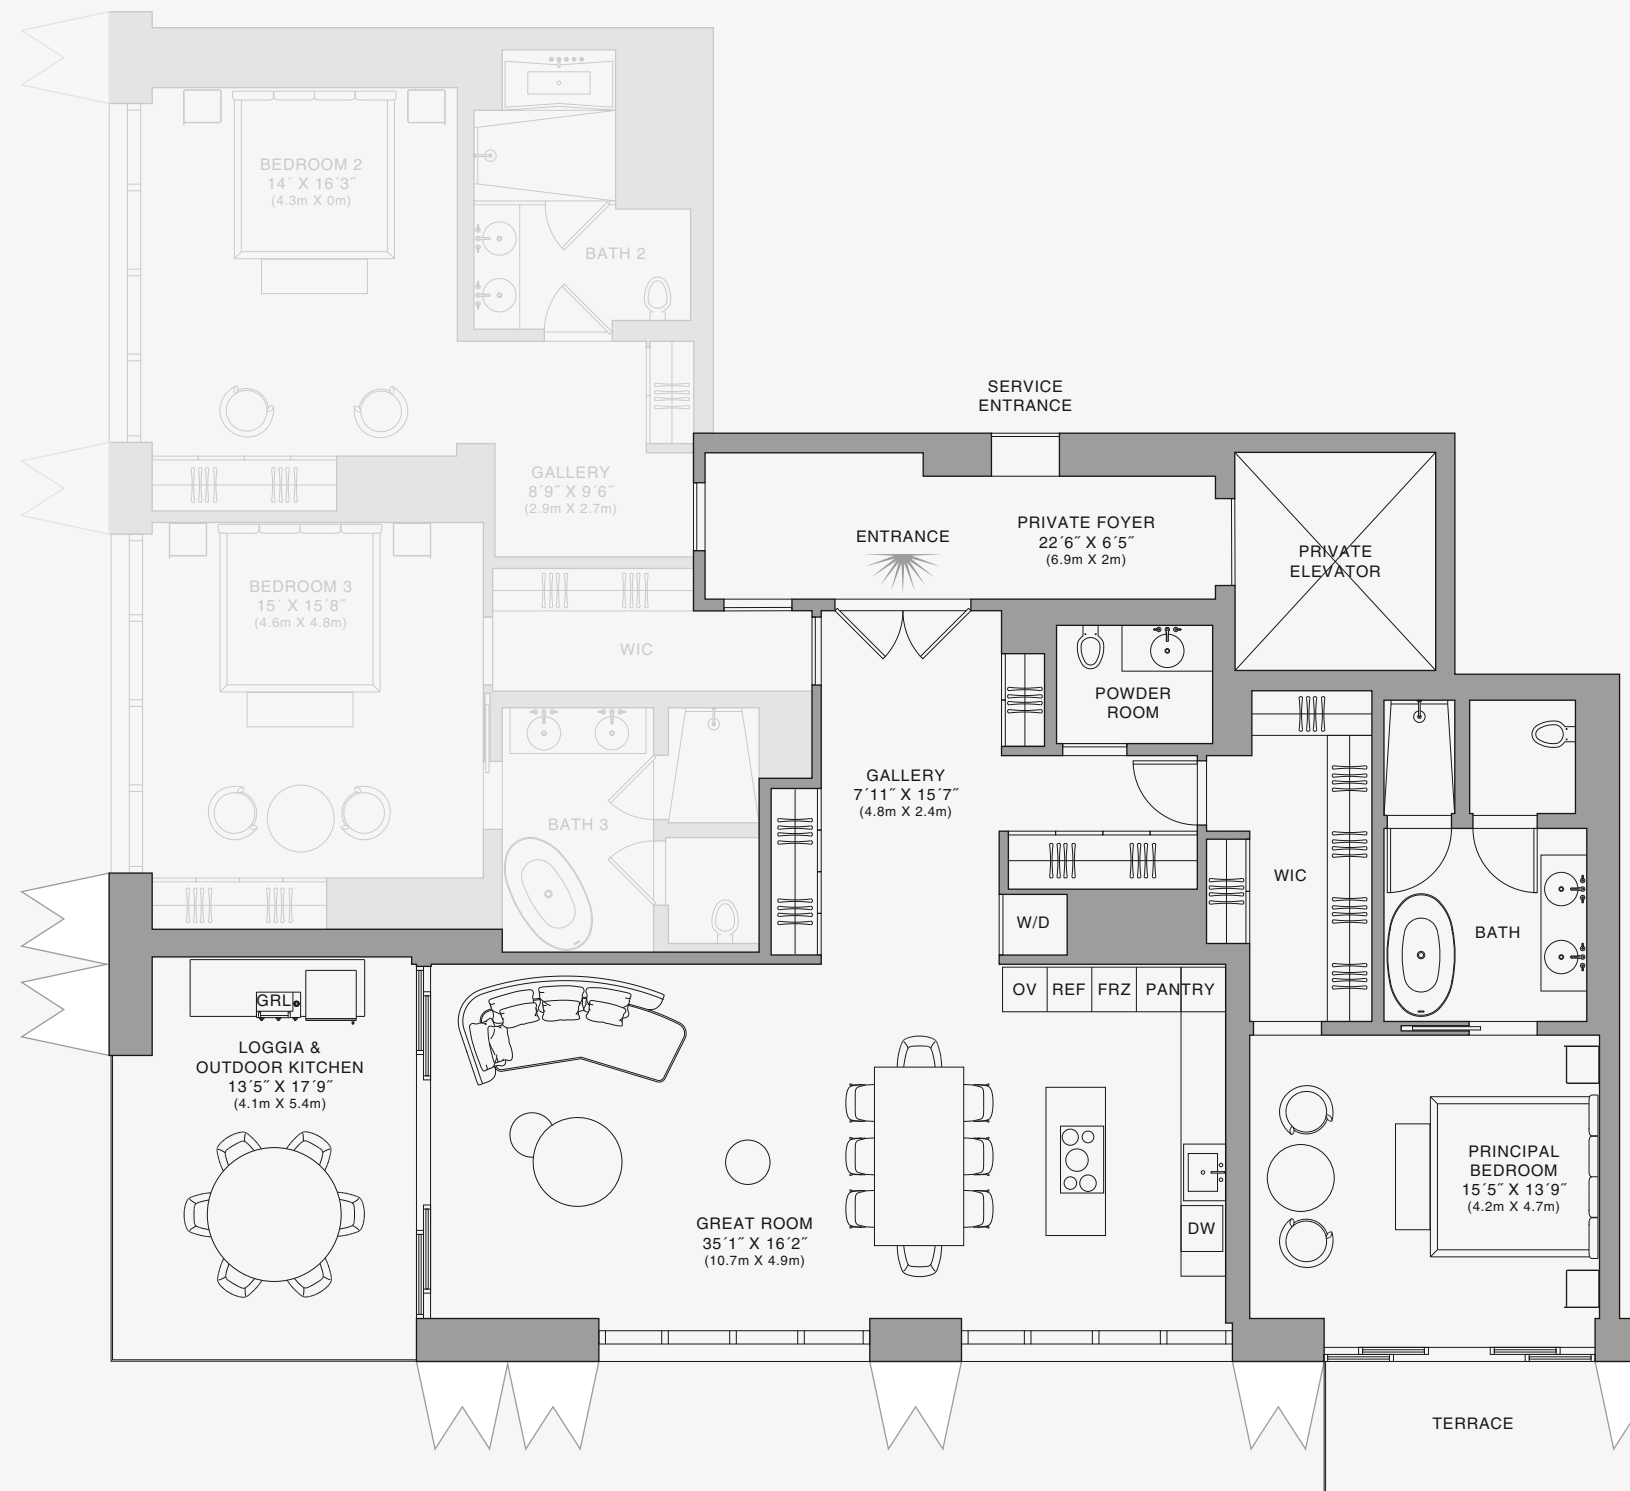 BEDROOM 2
14´ X 16´3˝
(4.3m X 0m)
BATH 2
SERVICE
ENTRANCE
GALLERY
8´9˝ X 9´6˝
(2.9m X 2.7m)
ENTRANCE
PRIVATE FOYER
22´6˝ X 6´5˝
(6.9m X 2m)
PRIVATE
ELEVATOR
BEDROOM 3
15´ X 15´8˝
(4.6m X 4.8m)
WIC
POWDER
ROOM
GALLERY
7´11˝ X 15´7˝
(4.8m X 2.4m)
BATH 3
WIC
W/D
BATH
OV
REF
FRZ
PANTRY
GRL
LOGGIA &
OUTDOOR KITCHEN
13´5˝ X 17´9˝
(4.1m X 5.4m)
PRINCIPAL
BEDROOM
15´5˝ X 13´9˝
(4.2m X 4.7m)
GREAT ROOM
35´1˝ X 16´2˝
(10.7m X 4.9m)
DW
TERRACE